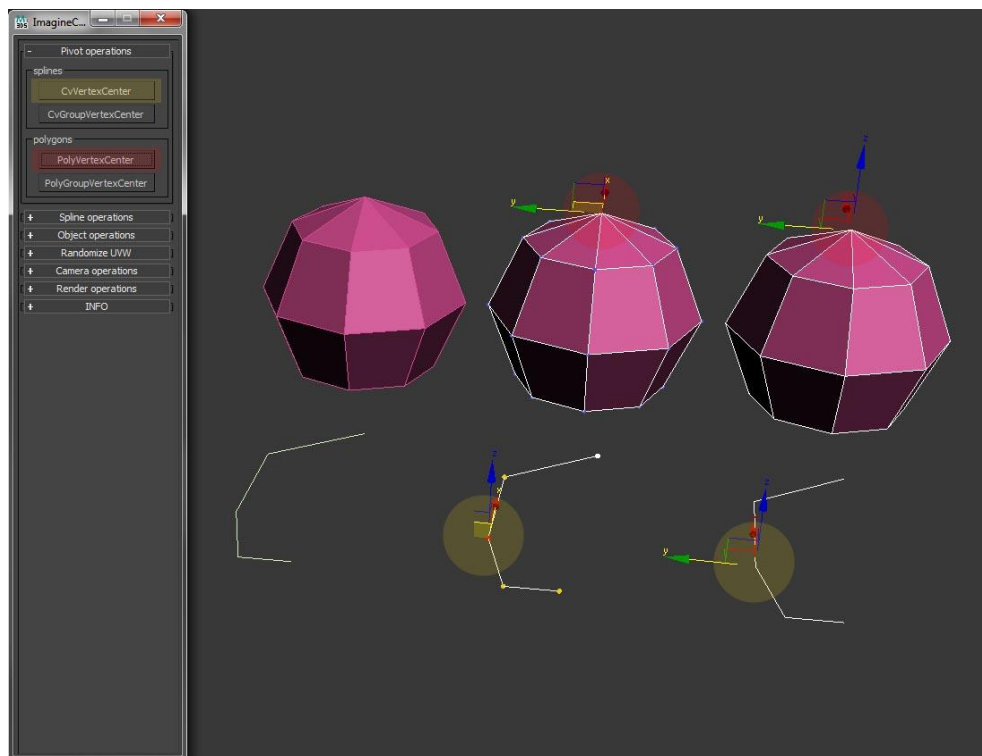 ImagineC...
- Pivot operations
splines
CvVertexCenter
CvGroupVertexCenter
polygons
PolyVertexCenter
PolyGroupVertexCenter
+ Spline operations
+ Object operations
+ Randomize UVW
+ Camera operations
+ Render operations
+ INFO
x
y
z
y
z
x
z
y